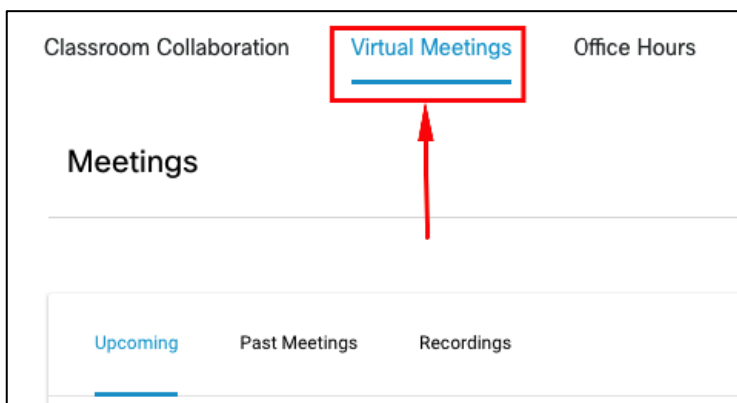 Classroom Collaboration Virtual Meetings Office Hours
Meetings
Upcoming Past Meetings Recordings